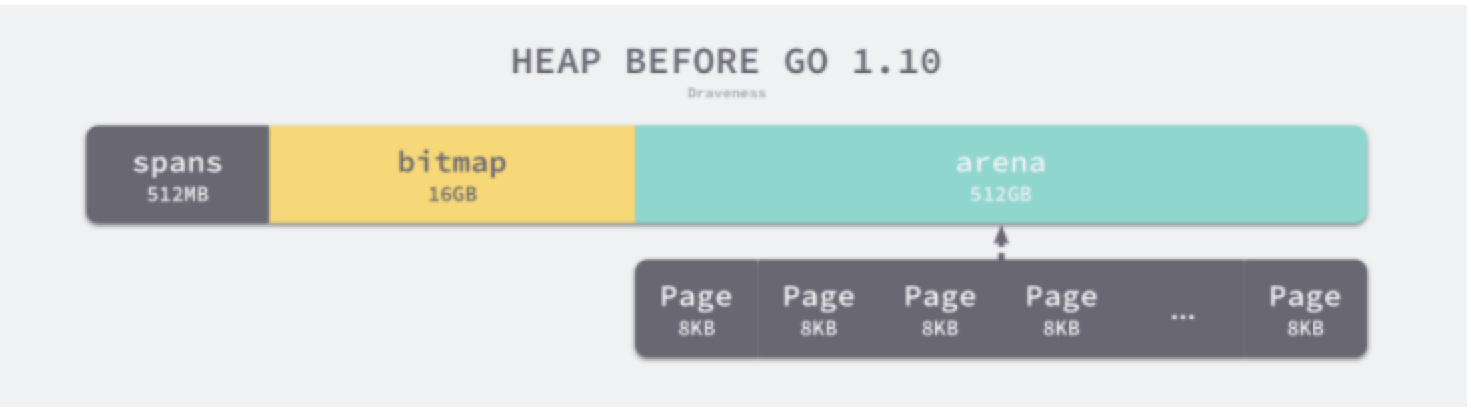 HEAP BEFORE GO 1.10
Draveness
spans bitmap arena
512MB 16GB 512GB
Page Page Page Page ... Page
8KB 8KB 8KB 8KB 8KB